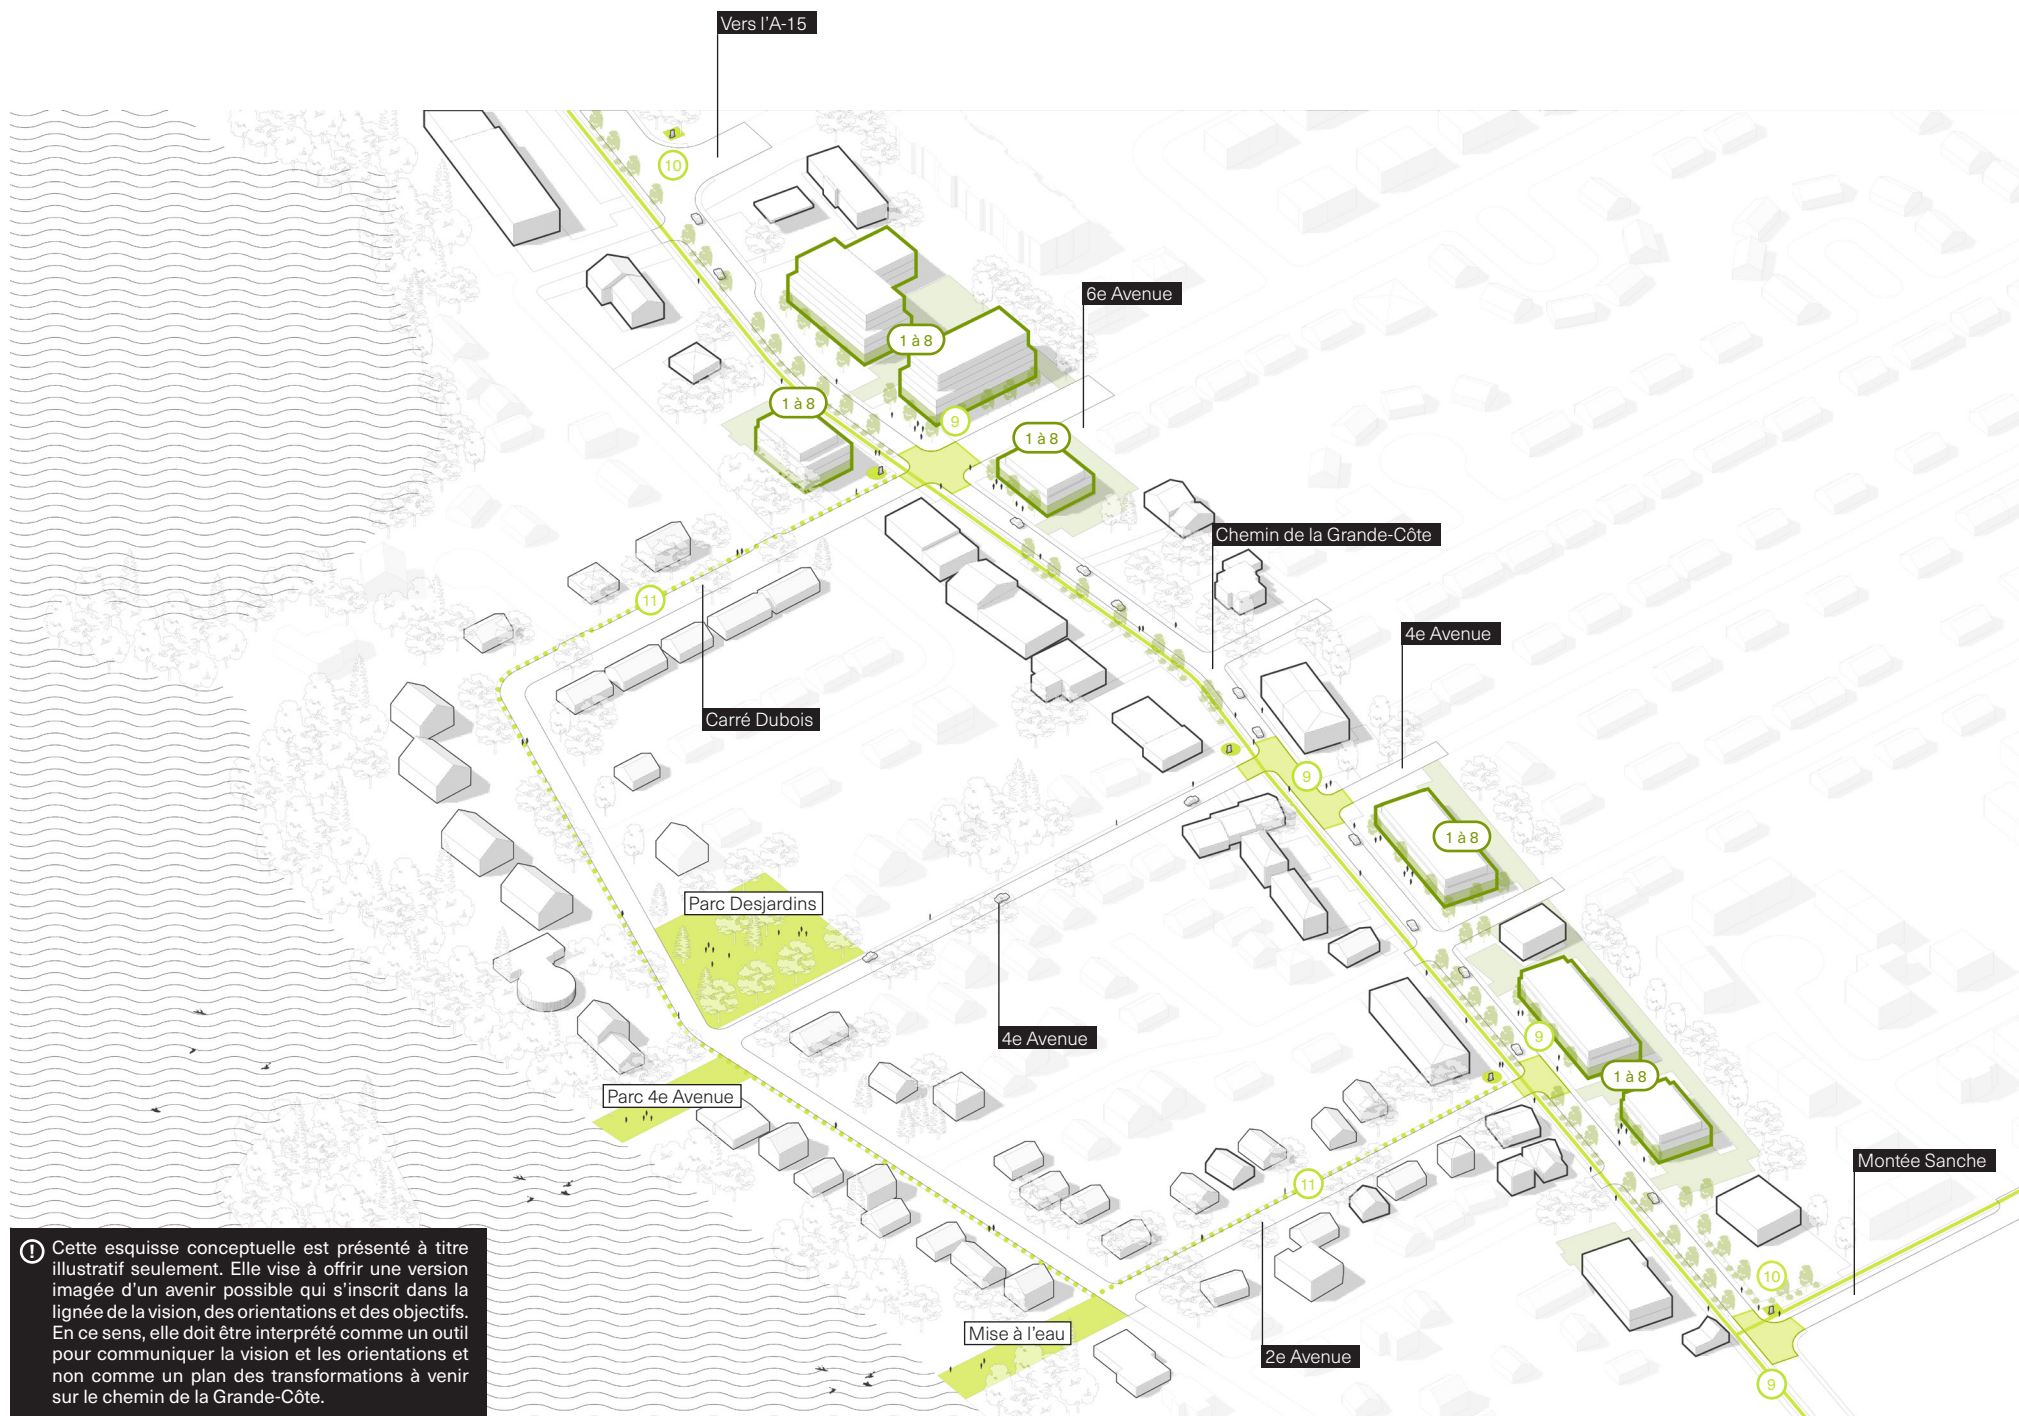 Vers l'A-15
10
6e Avenue
1 à 8
1 à 8
9
1 à 8
Chemin de la Grande-Côte
11
4e Avenue
Carré Dubois
9
1 à 8
Parc Desjardins
4e Avenue
9
1 à 8
Parc 4e Avenue
Montée Sanche
11
Cette esquisse conceptuelle est présenté à titre
illustratif seulement. Elle vise à offrir une version
imagée d'un avenir possible qui s'inscrit dans la
lignée de la vision, des orientations et des objectifs.
En ce sens, elle doit être interprété comme un outil
pour communiquer la vision et les orientations et
non comme un plan des transformations à venir
sur le chemin de la Grande-Côte.
10
Mise à l'eau
2e Avenue
9